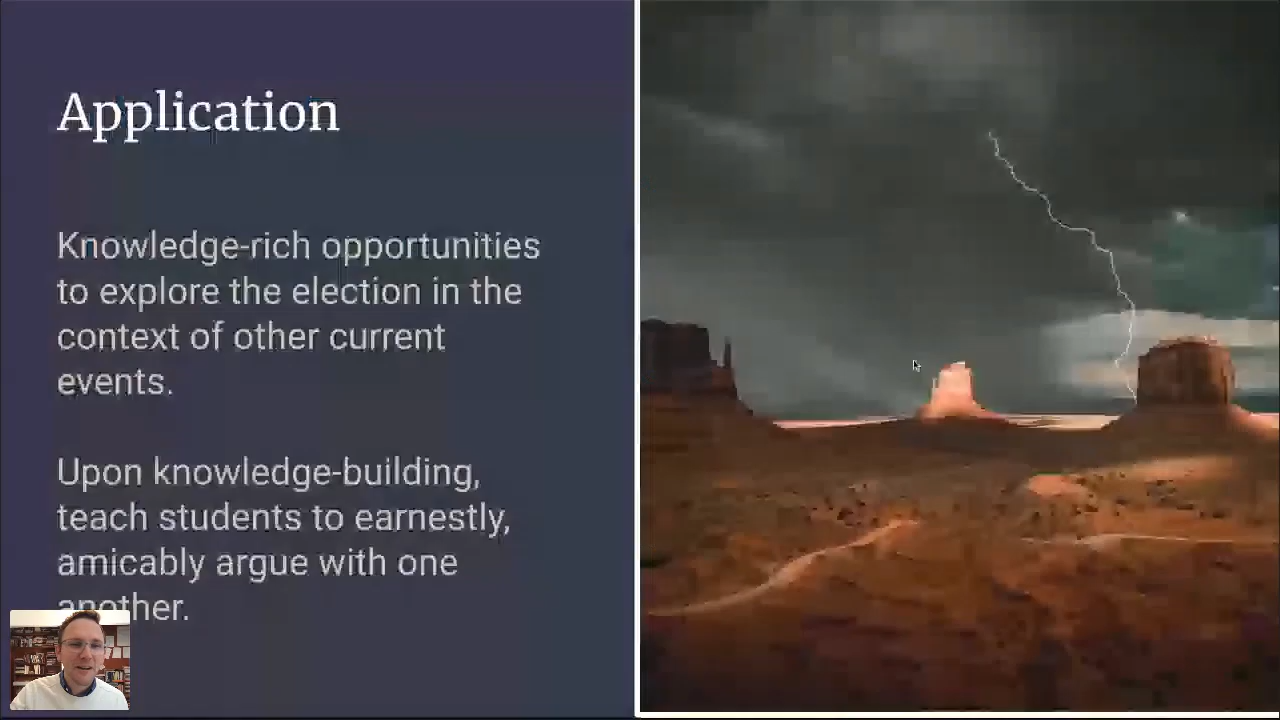 Application
Knowledge-rich opportunities
to explore the election in the
context of other current
events.
Upon knowledge-building,
teach students to earnestly,
amicably argue with one
another.